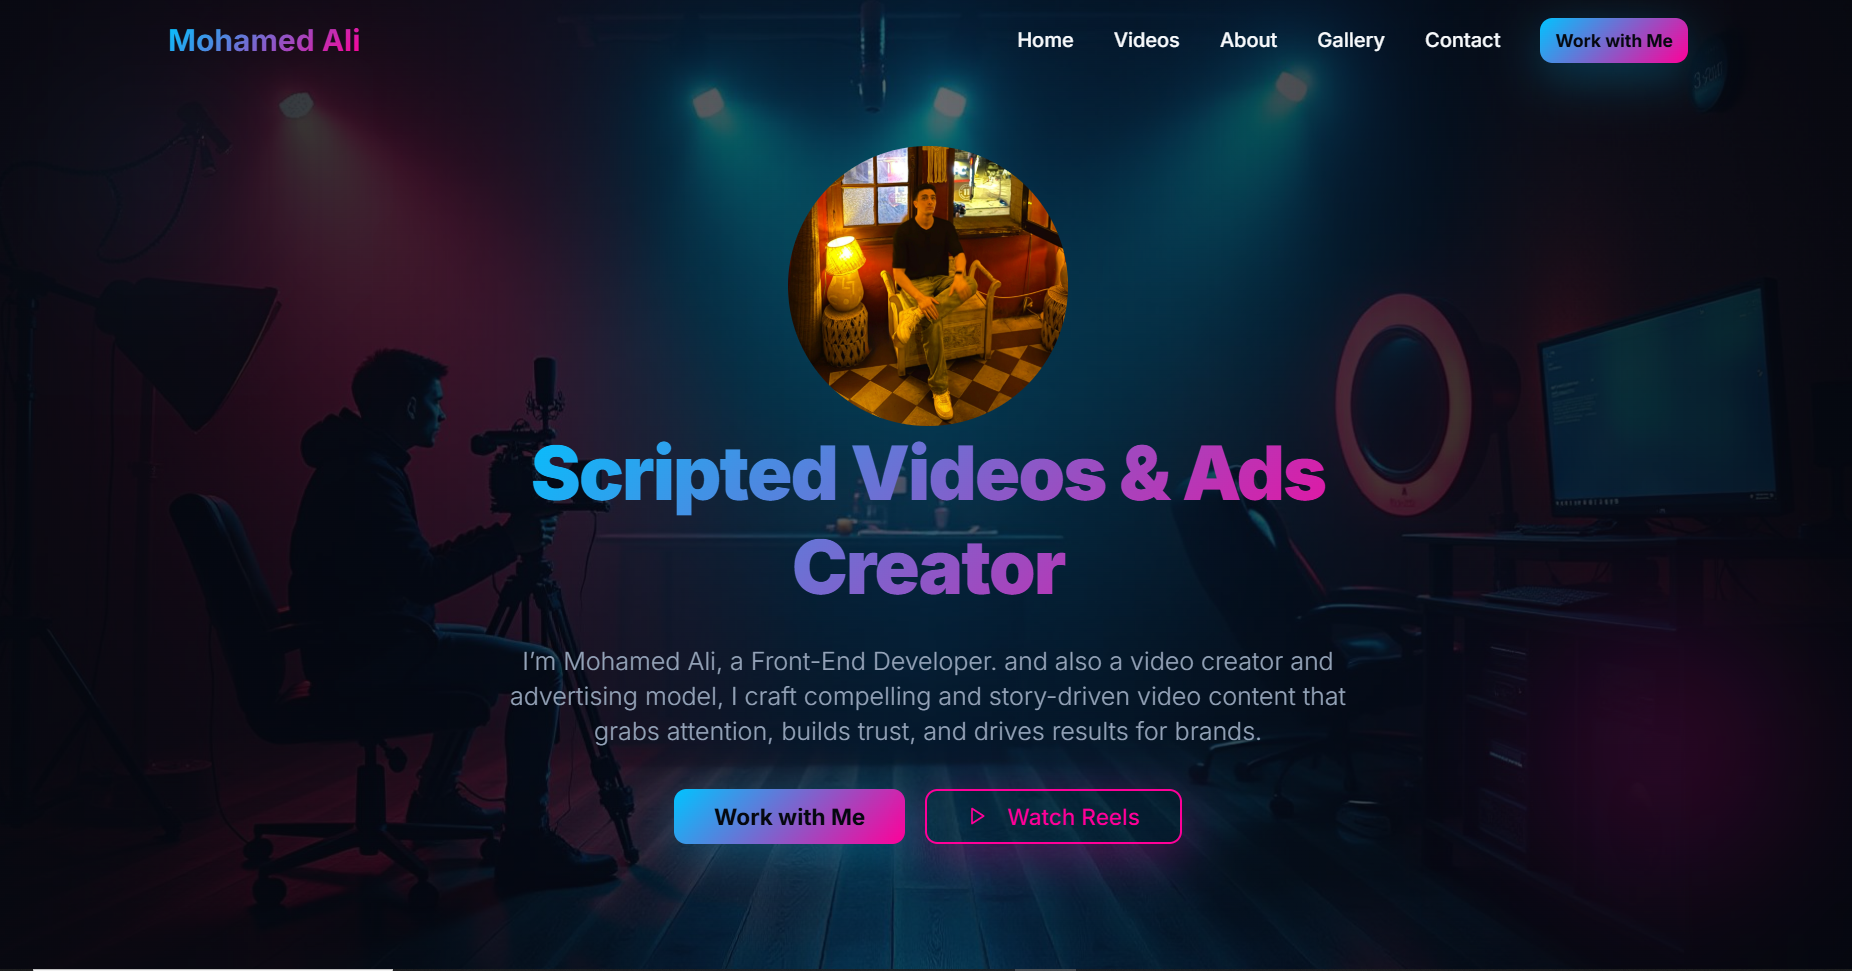 Mohamed Ali
Home
Videos
About
Gallery
Contact
Work with Me
Scripted Videos & Ads
Creator
I’m Mohamed Ali, a Front-End Developer. and also a video creator and
advertising model, I craft compelling and story-driven video content that
grabs attention, builds trust, and drives results for brands.
Work with Me
Watch Reels